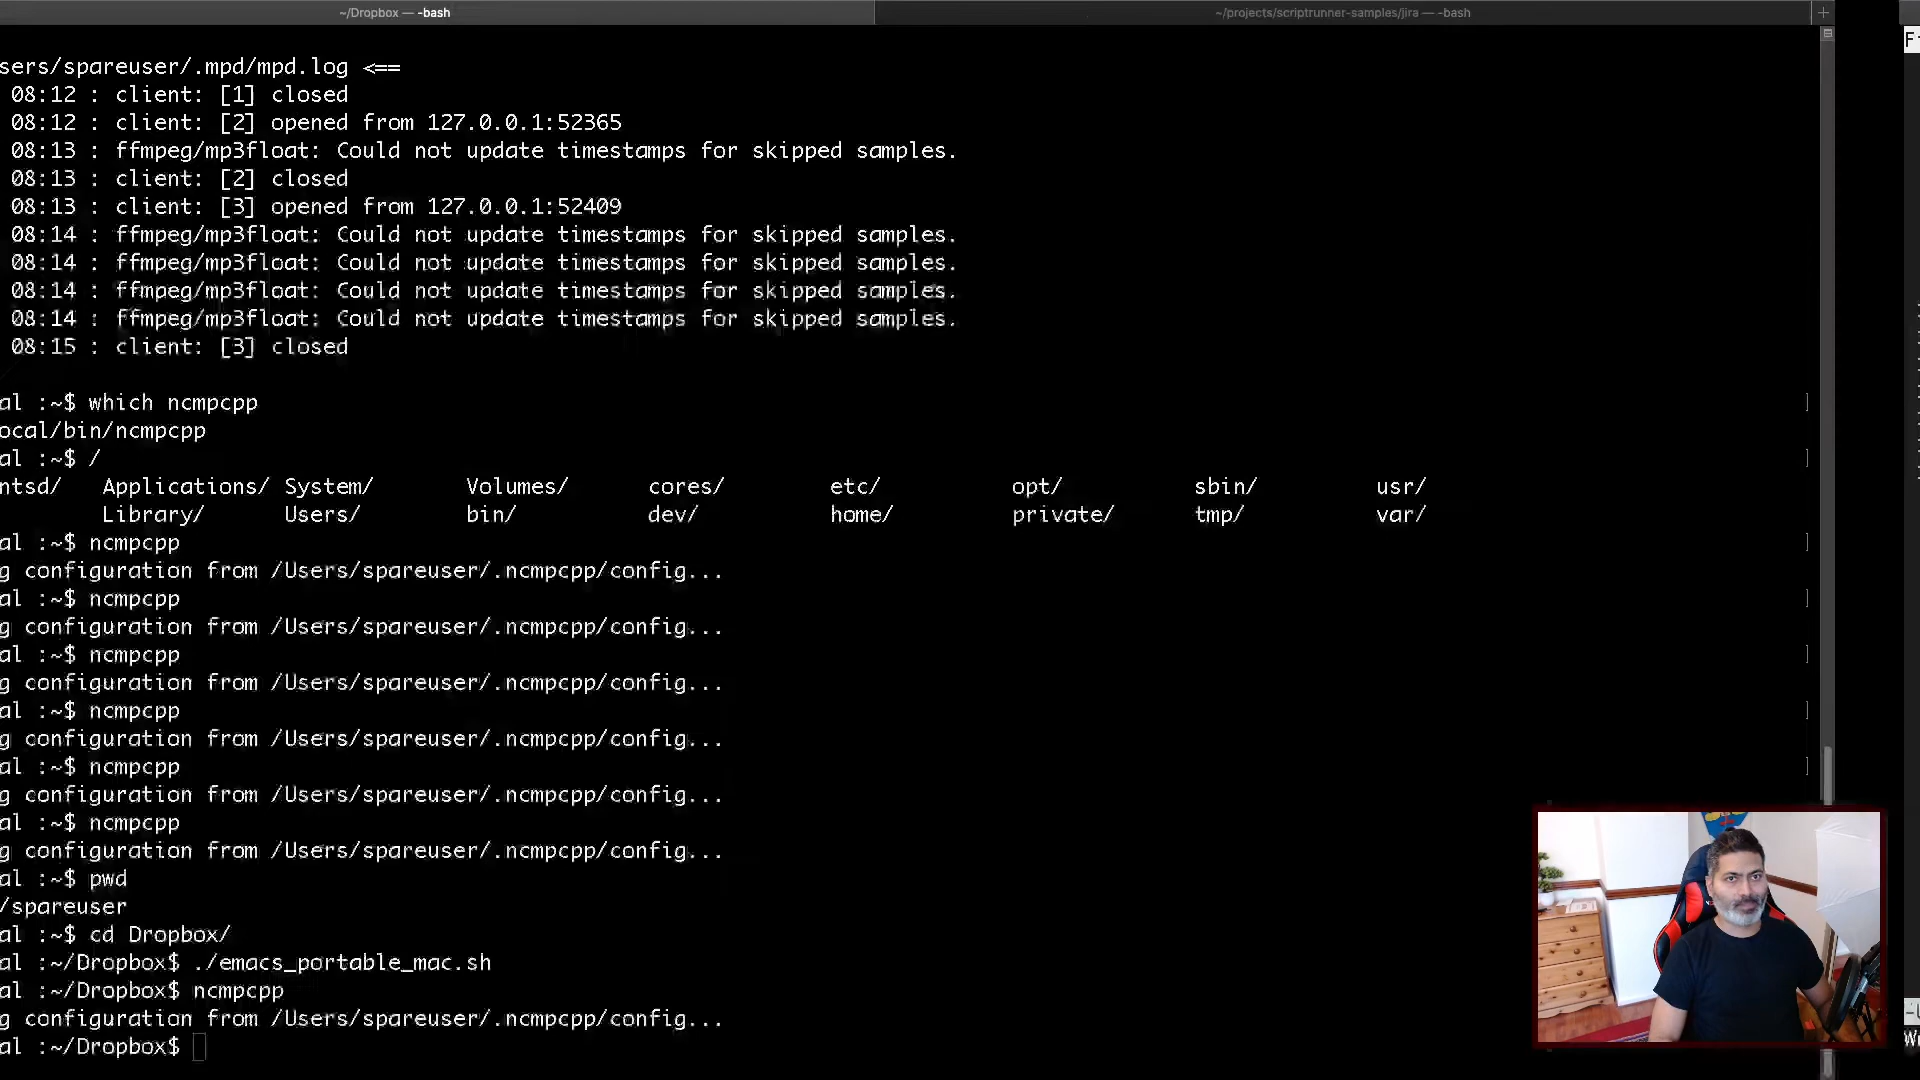 ~/Dropbox — -bash
~/projects/scriptrunner-samples/jira — -bash
sers/spareuser/.mpd/mpd.log <==
08:12 : client: [1] closed
08:12 : client: [2] opened from 127.0.0.1:52365
08:13 : ffmpeg/mp3float: Could not update timestamps for skipped samples.
08:13 : client: [2] closed
08:13 : client: [3] opened from 127.0.0.1:52409
08:14 : ffmpeg/mp3float: Could not update timestamps for skipped samples.
08:14 : ffmpeg/mp3float: Could not update timestamps for skipped samples.
08:14 : ffmpeg/mp3float: Could not update timestamps for skipped samples.
08:14 : ffmpeg/mp3float: Could not update timestamps for skipped samples.
08:15 : client: [3] closed
al :~$ which ncmpcpp ]
ocal/bin/ncmpcpp
al :~$ / ]
ntsd/ Applications/ System/ Volumes/ cores/ etc/ opt/ sbin/ usr/
Library/ Users/ bin/ dev/ home/ private/ tmp/ var/
al :~$ ncmpcpp ]
g configuration from /Users/spareuser/.ncmpcpp/config...
al :~$ ncmpcpp ]
g configuration from /Users/spareuser/.ncmpcpp/config...
al :~$ ncmpcpp ]
g configuration from /Users/spareuser/.ncmpcpp/config...
al :~$ ncmpcpp ]
g configuration from /Users/spareuser/.ncmpcpp/config...
al :~$ ncmpcpp ]
g configuration from /Users/spareuser/.ncmpcpp/config...
al :~$ ncmpcpp
g configuration from /Users/spareuser/.ncmpcpp/config...
al :~$ pwd
/spareuser
al :~$ cd Dropbox/
al :~/Dropbox$ ./emacs_portable_mac.sh
al :~/Dropbox$ ncmpcpp
g configuration from /Users/spareuser/.ncmpcpp/config...
al :~/Dropbox$